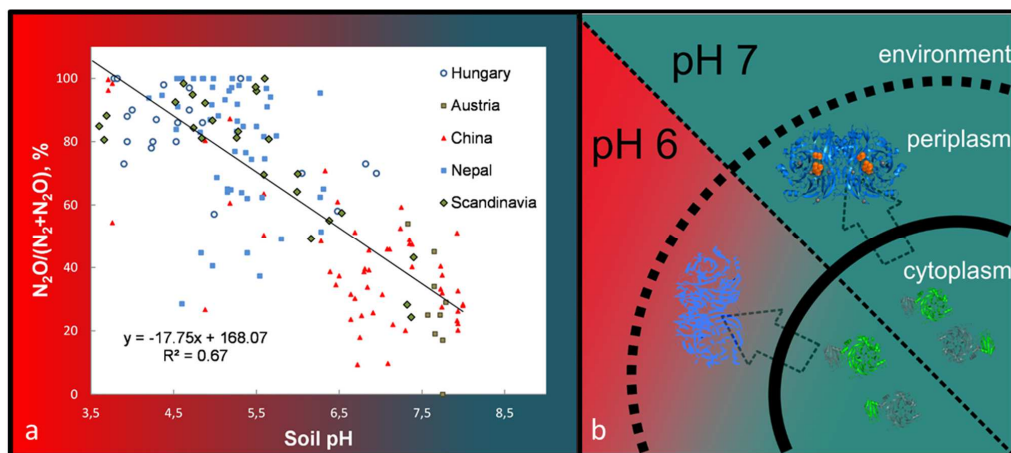 N₂O/(N₂+N₂O), %
100
80
60
40
20
0
3,5
4,5
5,5
6,5
7,5
8,5
Soil pH
Hungary
Austria
China
Nepal
Scandinavia
y = -17.75x + 168.07
R² = 0.67
a
pH 7
pH 6
environment
periplasm
cytoplasm
b